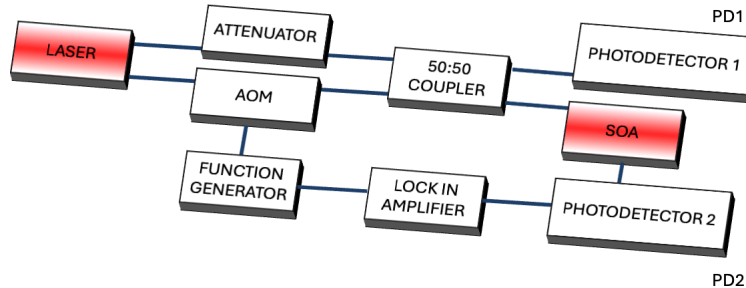 PD1
LASER
ATTENUATOR
PHOTODETECTOR 1
50:50
COUPLER
AOM
SOA
FUNCTION
GENERATOR
LOCK IN
AMPLIFIER
PHOTODETECTOR 2
PD2